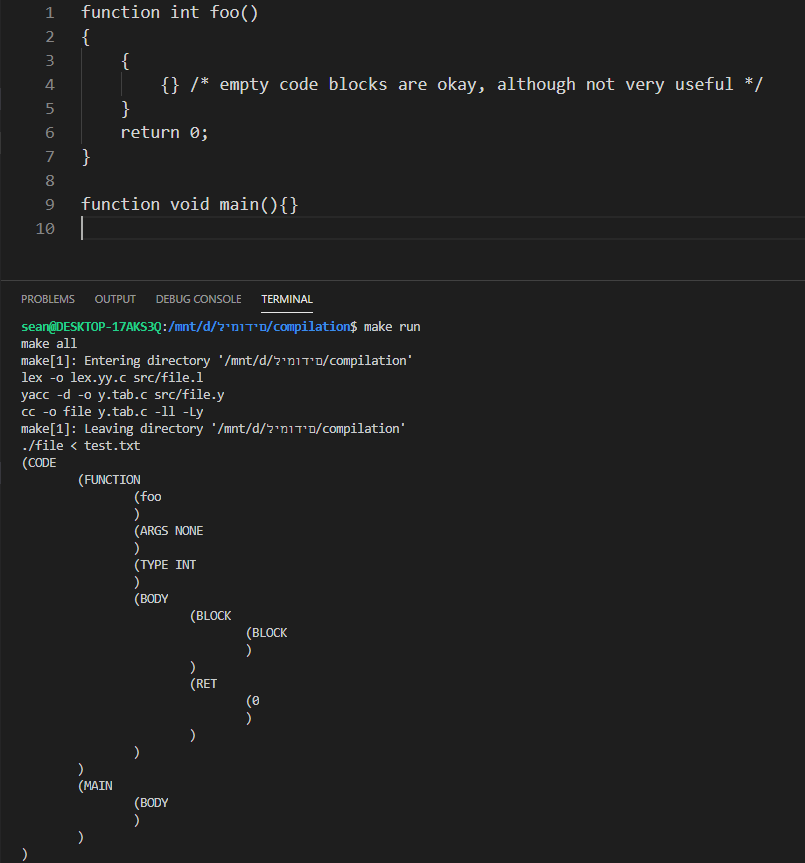 1 function int foo()
2 {
3 {
4 {} /* empty code blocks are okay, although not very useful */
5 }
6 return 0;
7 }
8
9 function void main(){}
10
PROBLEMS OUTPUT DEBUG CONSOLE TERMINAL
sean@DESKTOP-17AKS3Q:/mnt/d/לימודים/compilation$ make run
make all
make[1]: Entering directory '/mnt/d/לימודים/compilation'
lex -o lex.yy.c src/file.l
yacc -d -o y.tab.c src/file.y
cc -o file y.tab.c -ll -Ly
make[1]: Leaving directory '/mnt/d/לימודים/compilation'
./file < test.txt
(CODE
(FUNCTION
(foo
)
(ARGS NONE
)
(TYPE INT
)
(BODY
(BLOCK
(BLOCK
)
)
(RET
(0
)
)
)
)
(MAIN
(BODY
)
)
)